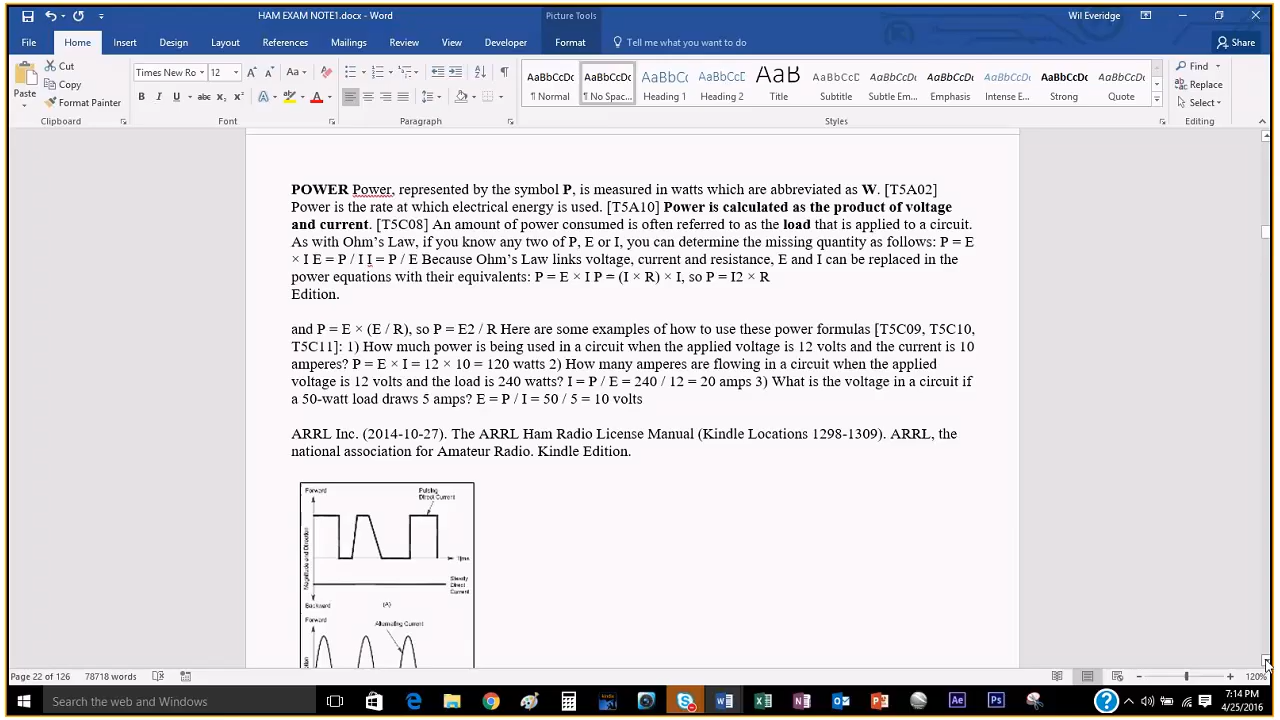 HAM EXAM NOTE1.docx - Word
Picture Tools
Wil Everidge
File Home Insert Design Layout References Mailings Review View Developer Format Tell me what you want to do Share
Paste
Cut
Copy
Format Painter
Clipboard
Times New Ro 12
Font
Paragraph
AaBbCcDc AaBbCcDc AaBbCc AaBbCcC AaB AaBbCcC AaBbCcDc AaBbCcDc AaBbCcDc AaBbCcDc AaBbCcDc
¶ Normal ¶ No Spac... Heading 1 Heading 2 Title Subtitle Subtle Em... Emphasis Intense E... Strong Quote
Styles
Find
Replace
Select
Editing
POWER Power, represented by the symbol P, is measured in watts which are abbreviated as W. [T5A02]
Power is the rate at which electrical energy is used. [T5A10] Power is calculated as the product of voltage
and current. [T5C08] An amount of power consumed is often referred to as the load that is applied to a circuit.
As with Ohm's Law, if you know any two of P, E or I, you can determine the missing quantity as follows: P = E
× I E = P / I I = P / E Because Ohm's Law links voltage, current and resistance, E and I can be replaced in the
power equations with their equivalents: P = E × I P = (I × R) × I, so P = I2 × R
Edition.
and P = E × (E / R), so P = E2 / R Here are some examples of how to use these power formulas [T5C09, T5C10,
T5C11]: 1) How much power is being used in a circuit when the applied voltage is 12 volts and the current is 10
amperes? P = E × I = 12 × 10 = 120 watts 2) How many amperes are flowing in a circuit when the applied
voltage is 12 volts and the load is 240 watts? I = P / E = 240 / 12 = 20 amps 3) What is the voltage in a circuit if
a 50-watt load draws 5 amps? E = P / I = 50 / 5 = 10 volts
ARRL Inc. (2014-10-27). The ARRL Ham Radio License Manual (Kindle Locations 1298-1309). ARRL, the
national association for Amateur Radio. Kindle Edition.
Forward
Pulsing
Direct Current
Magnitude and Direction
Time
Steady
Direct
Current
Backward
(A)
Forward
Alternating Current
Page 22 of 126 78718 words
120%
Search the web and Windows
7:14 PM
4/25/2016